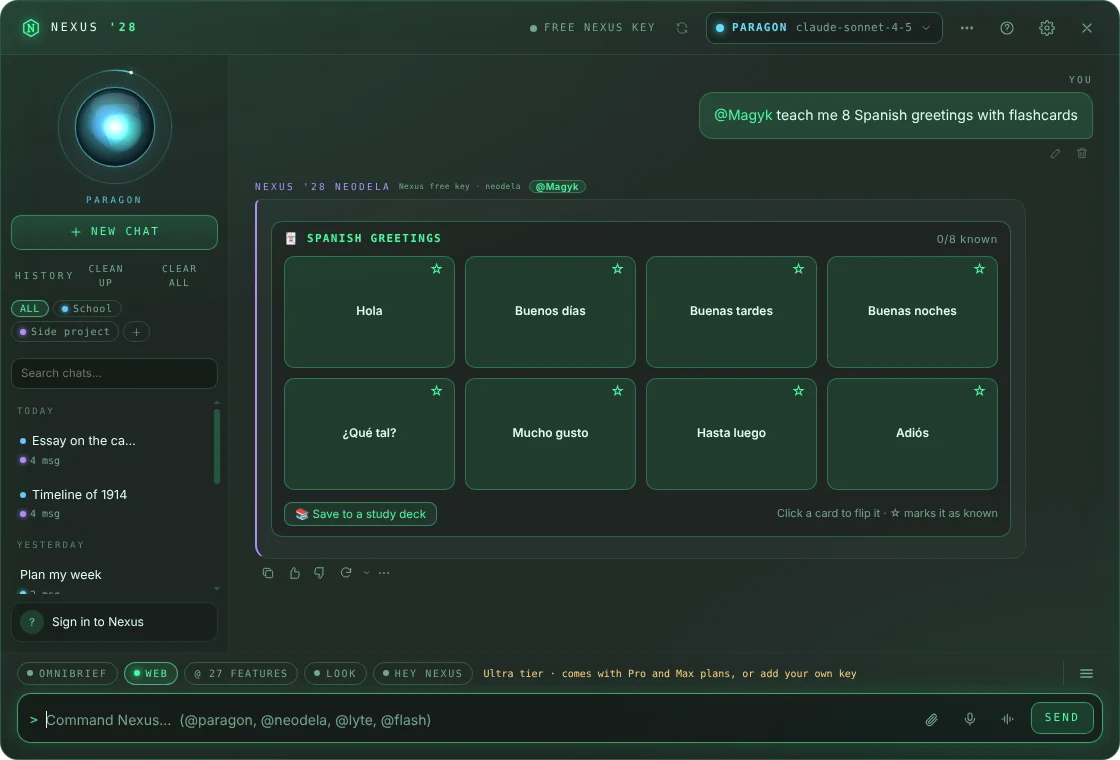 NEXUS '28
FREE NEXUS KEY
PARAGON claude-sonnet-4-5
PARAGON
+ NEW CHAT
HISTORY
CLEAN UP
CLEAR ALL
ALL
School
Side project
+
Search chats...
TODAY
Essay on the ca...
4 msg
Timeline of 1914
4 msg
YESTERDAY
Plan my week
? Sign in to Nexus
YOU
@Magyk teach me 8 Spanish greetings with flashcards
NEXUS '28 NEODELA Nexus free key · neodela @Magyk
SPANISH GREETINGS
0/8 known
Hola
Buenos días
Buenas tardes
Buenas noches
¿Qué tal?
Mucho gusto
Hasta luego
Adiós
📚 Save to a study deck
Click a card to flip it · ☆ marks it as known
OMNIBRIEF
WEB
@ 27 FEATURES
LOOK
HEY NEXUS
Ultra tier · comes with Pro and Max plans, or add your own key
> Command Nexus... (@paragon, @neodela, @lyte, @flash)
SEND